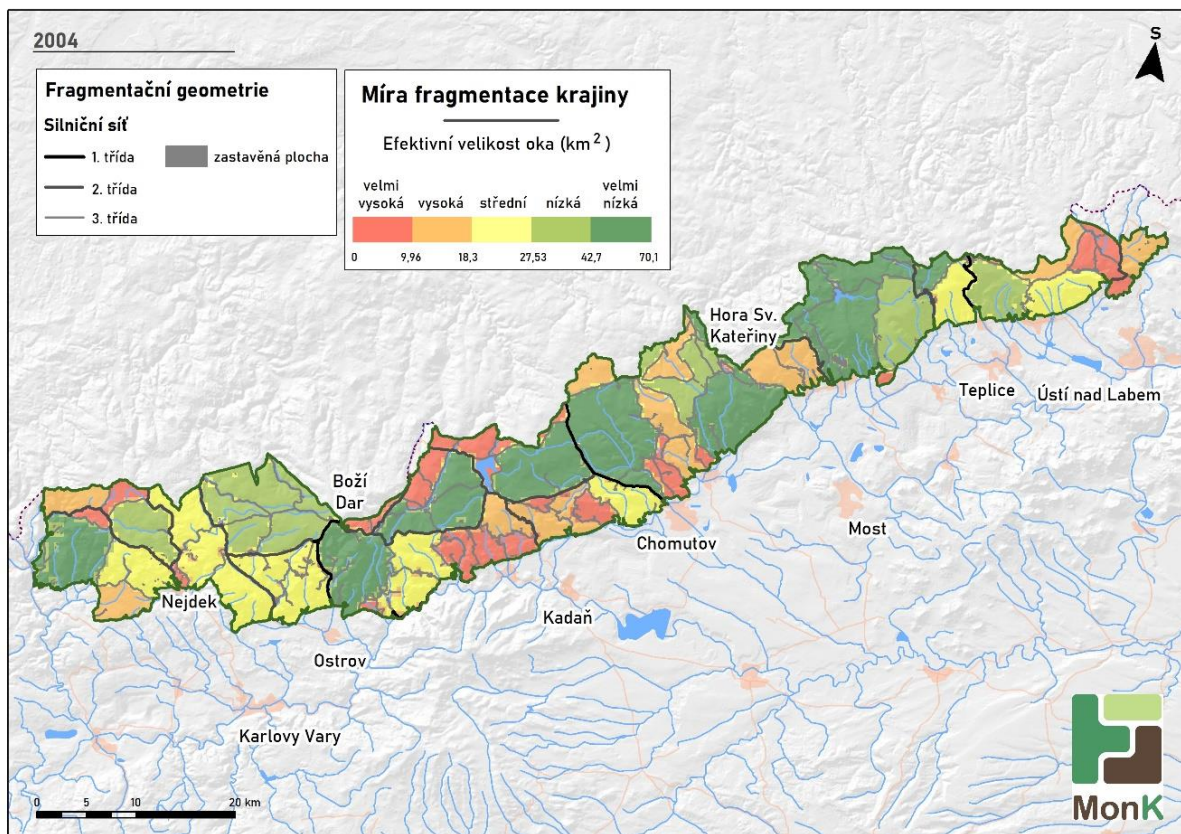 2004
Fragmentační geometrie
Silniční síť
1. třída
zastavěná plocha
2. třída
3. třída
Míra fragmentace krajiny
Efektivní velikost oka (km²)
velmi vysoká
vysoká
střední
nízká
velmi nízká
0 9,96 18,3 27,53 42,7 70,1
S
Hora Sv.
Kateřiny
Teplice
Ústí nad Labem
Boží
Dar
Most
Chomutov
Nejdek
Kadaň
Ostrov
Karlovy Vary
0 5 10 20 km
MonK